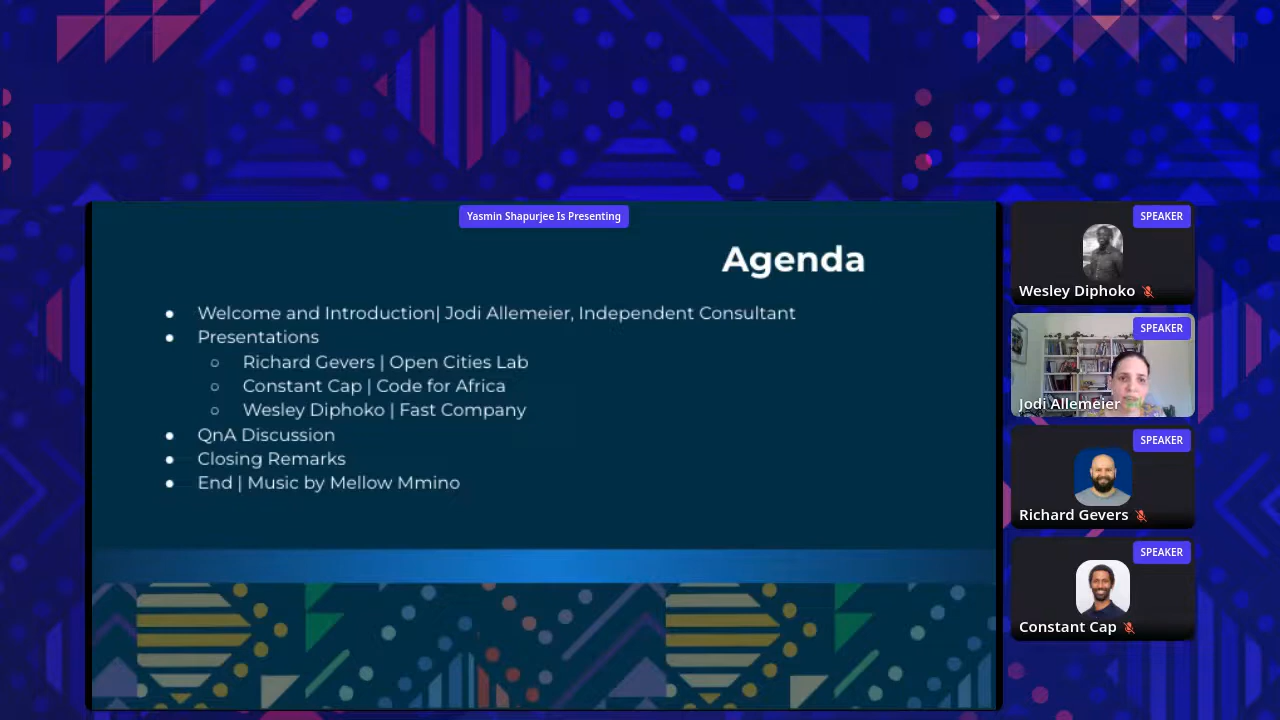 Yasmin Shapurjee Is Presenting
Agenda
● Welcome and Introduction| Jodi Allemeier, Independent Consultant
● Presentations
○ Richard Gevers | Open Cities Lab
○ Constant Cap | Code for Africa
○ Wesley Diphoko | Fast Company
● QnA Discussion
● Closing Remarks
● End | Music by Mellow Mmino
SPEAKER
Wesley Diphoko
SPEAKER
Jodi Allemeier
SPEAKER
Richard Gevers
SPEAKER
Constant Cap